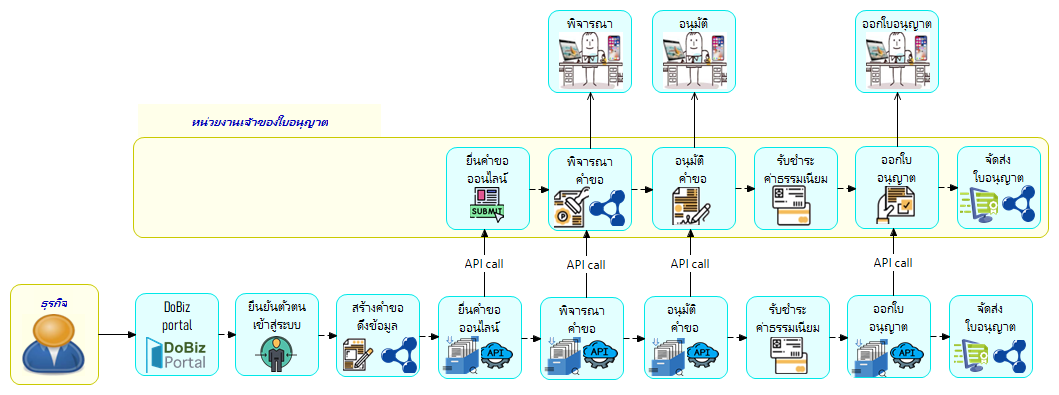 พิจารณา
อนุมัติ
ออกใบอนุญาต
หน่วยงานเจ้าของใบอนุญาต
ยื่นคำขอ
ออนไลน์
SUBMIT
พิจารณา
คำขอ
P
อนุมัติ
คำขอ
รับชำระ
ค่าธรรมเนียม
ออกใบ
อนุญาต
จัดส่ง
ใบอนุญาต
API call
API call
API call
API call
ธุรกิจ
DoBiz
portal
DoBiz
Portal
ยืนยันตัวตน
เข้าสู่ระบบ
สร้างคำขอ
ดึงข้อมูล
ยื่นคำขอ
ออนไลน์
API
พิจารณา
คำขอ
API
อนุมัติ
คำขอ
API
รับชำระ
ค่าธรรมเนียม
ออกใบ
อนุญาต
API
จัดส่ง
ใบอนุญาต